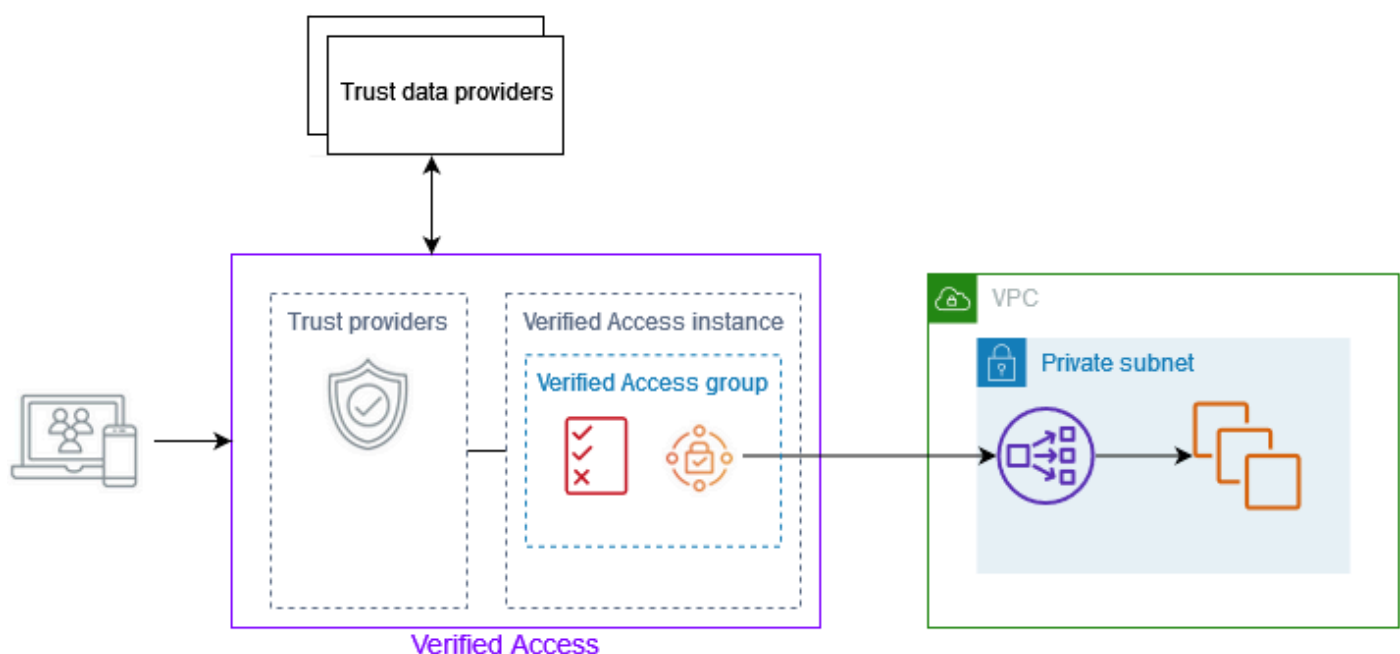 Trust data providers
Trust providers
Verified Access instance
Verified Access group
VPC
Private subnet
Verified Access